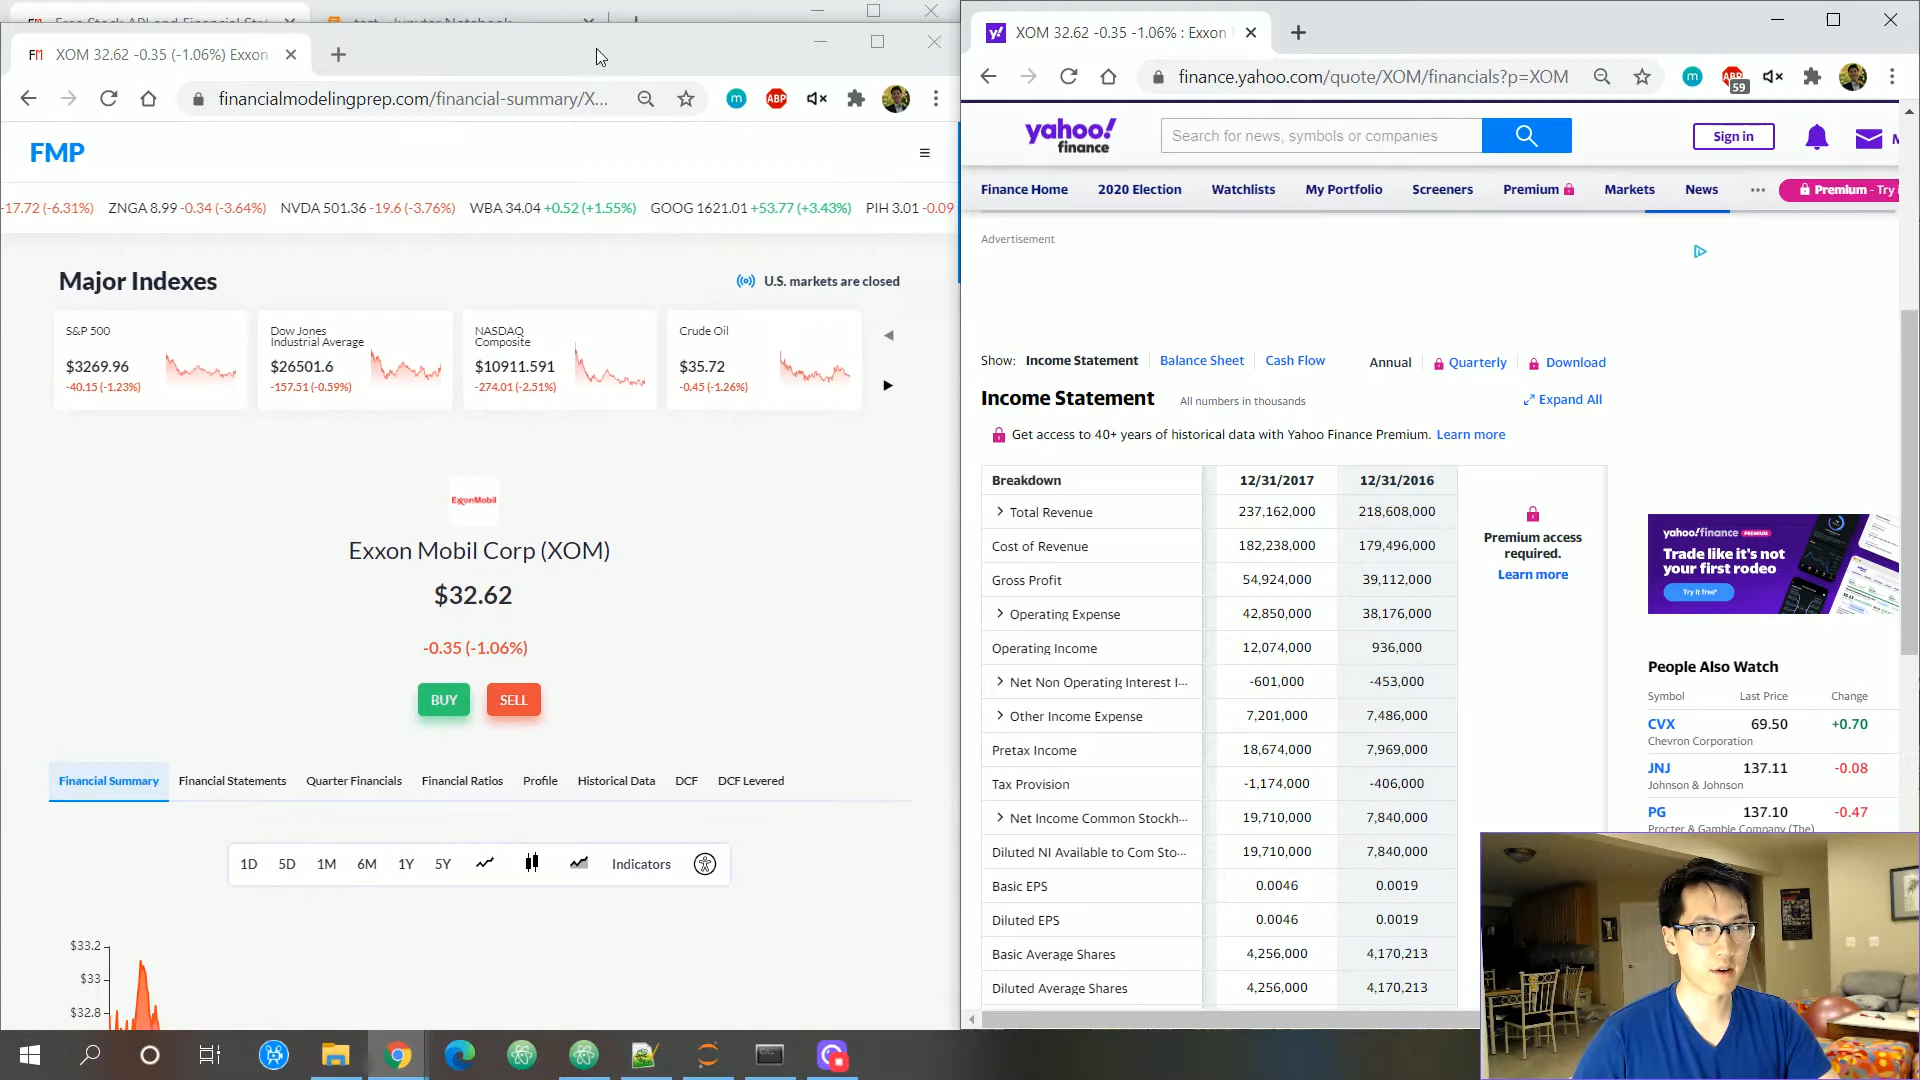 XOM 32.62 -0.35 (-1.06%) Exxon
financialmodelingprep.com/financial-summary/X...
ABP
FMP
-17.72 (-6.31%) ZNGA 8.99 -0.34 (-3.64%) NVDA 501.36 -19.6 (-3.76%) WBA 34.04 +0.52 (+1.55%) GOOG 1621.01 +53.77 (+3.43%) PIH 3.01 -0.09
Major Indexes
U.S. markets are closed
S&P 500
$3269.96
-40.15 (-1.23%)
Dow Jones
Industrial Average
$26501.6
-157.51 (-0.59%)
NASDAQ
Composite
$10911.591
-274.01 (-2.51%)
Crude Oil
$35.72
-0.45 (-1.26%)
ExxonMobil
Exxon Mobil Corp (XOM)
$32.62
-0.35 (-1.06%)
BUY SELL
Financial Summary Financial Statements Quarter Financials Financial Ratios Profile Historical Data DCF DCF Levered
1D 5D 1M 6M 1Y 5Y Indicators
$33.2
$33
$32.8
XOM 32.62 -0.35 -1.06% : Exxon
finance.yahoo.com/quote/XOM/financials?p=XOM
m
59
yahoo!
finance
Search for news, symbols or companies
Sign in
Finance Home 2020 Election Watchlists My Portfolio Screeners Premium Markets News ... Premium - Try i
Advertisement
Show: Income Statement Balance Sheet Cash Flow Annual Quarterly Download
Income Statement All numbers in thousands Expand All
Get access to 40+ years of historical data with Yahoo Finance Premium. Learn more
Breakdown 12/31/2017 12/31/2016
Total Revenue 237,162,000 218,608,000
Cost of Revenue 182,238,000 179,496,000
Gross Profit 54,924,000 39,112,000
Operating Expense 42,850,000 38,176,000
Operating Income 12,074,000 936,000
Net Non Operating Interest I... -601,000 -453,000
Other Income Expense 7,201,000 7,486,000
Pretax Income 18,674,000 7,969,000
Tax Provision -1,174,000 -406,000
Net Income Common Stockh... 19,710,000 7,840,000
Diluted NI Available to Com Sto... 19,710,000 7,840,000
Basic EPS 0.0046 0.0019
Diluted EPS 0.0046 0.0019
Basic Average Shares 4,256,000 4,170,213
Diluted Average Shares 4,256,000 4,170,213
Premium access
required.
Learn more
yahoo!finance PREMIUM
Trade like it's not
your first rodeo
Try it free*
People Also Watch
Symbol Last Price Change
CVX 69.50 +0.70
Chevron Corporation
JNJ 137.11 -0.08
Johnson & Johnson
PG 137.10 -0.47
Procter & Gamble Company (The)